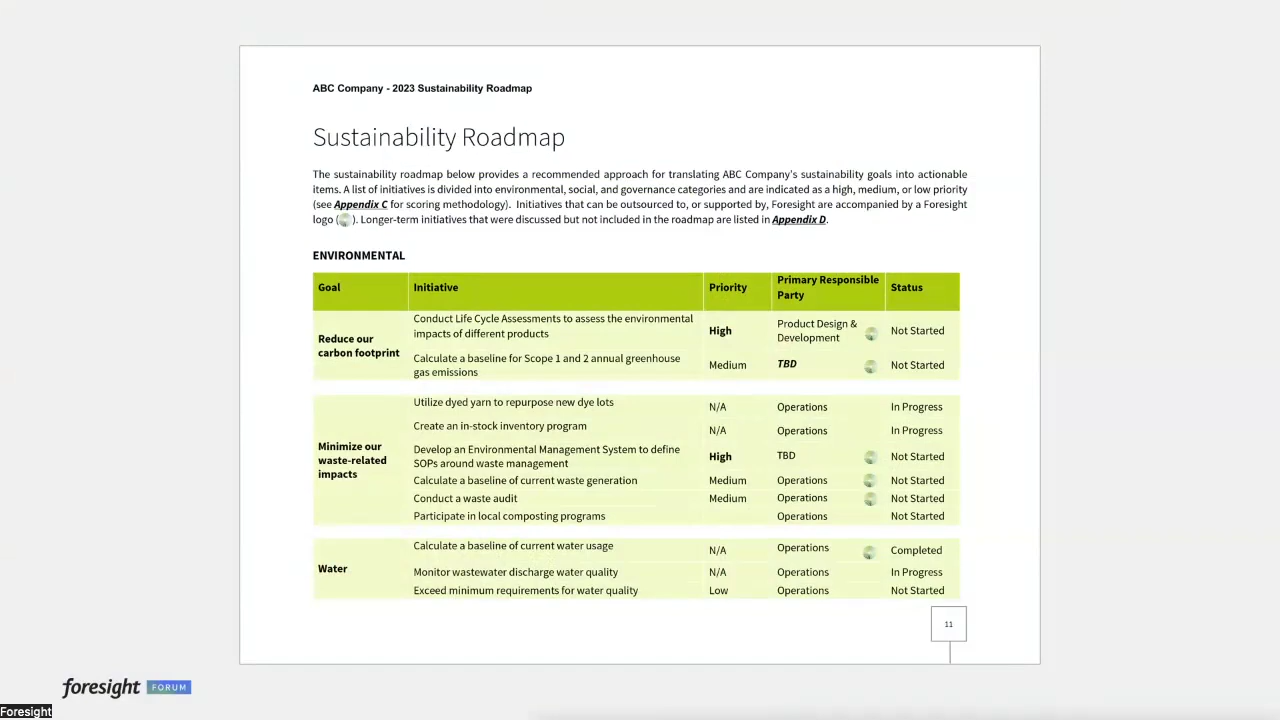 ABC Company - 2023 Sustainability Roadmap
Sustainability Roadmap
The sustainability roadmap below provides a recommended approach for translating ABC Company's sustainability goals into actionable
items. A list of initiatives is divided into environmental, social, and governance categories and are indicated as a high, medium, or low priority
(see Appendix C for scoring methodology). Initiatives that can be outsourced to, or supported by, Foresight are accompanied by a Foresight
logo ( ). Longer-term initiatives that were discussed but not included in the roadmap are listed in Appendix D.
ENVIRONMENTAL
Goal Initiative Priority Primary Responsible Party Status
Reduce our carbon footprint
Conduct Life Cycle Assessments to assess the environmental impacts of different products High Product Design & Development Not Started
Calculate a baseline for Scope 1 and 2 annual greenhouse gas emissions Medium TBD Not Started
Minimize our waste-related impacts
Utilize dyed yarn to repurpose new dye lots N/A Operations In Progress
Create an in-stock inventory program N/A Operations In Progress
Develop an Environmental Management System to define SOPs around waste management High TBD Not Started
Calculate a baseline of current waste generation Medium Operations Not Started
Conduct a waste audit Medium Operations Not Started
Participate in local composting programs Operations Not Started
Water
Calculate a baseline of current water usage N/A Operations Completed
Monitor wastewater discharge water quality N/A Operations In Progress
Exceed minimum requirements for water quality Low Operations Not Started
11
foresight FORUM
Foresight